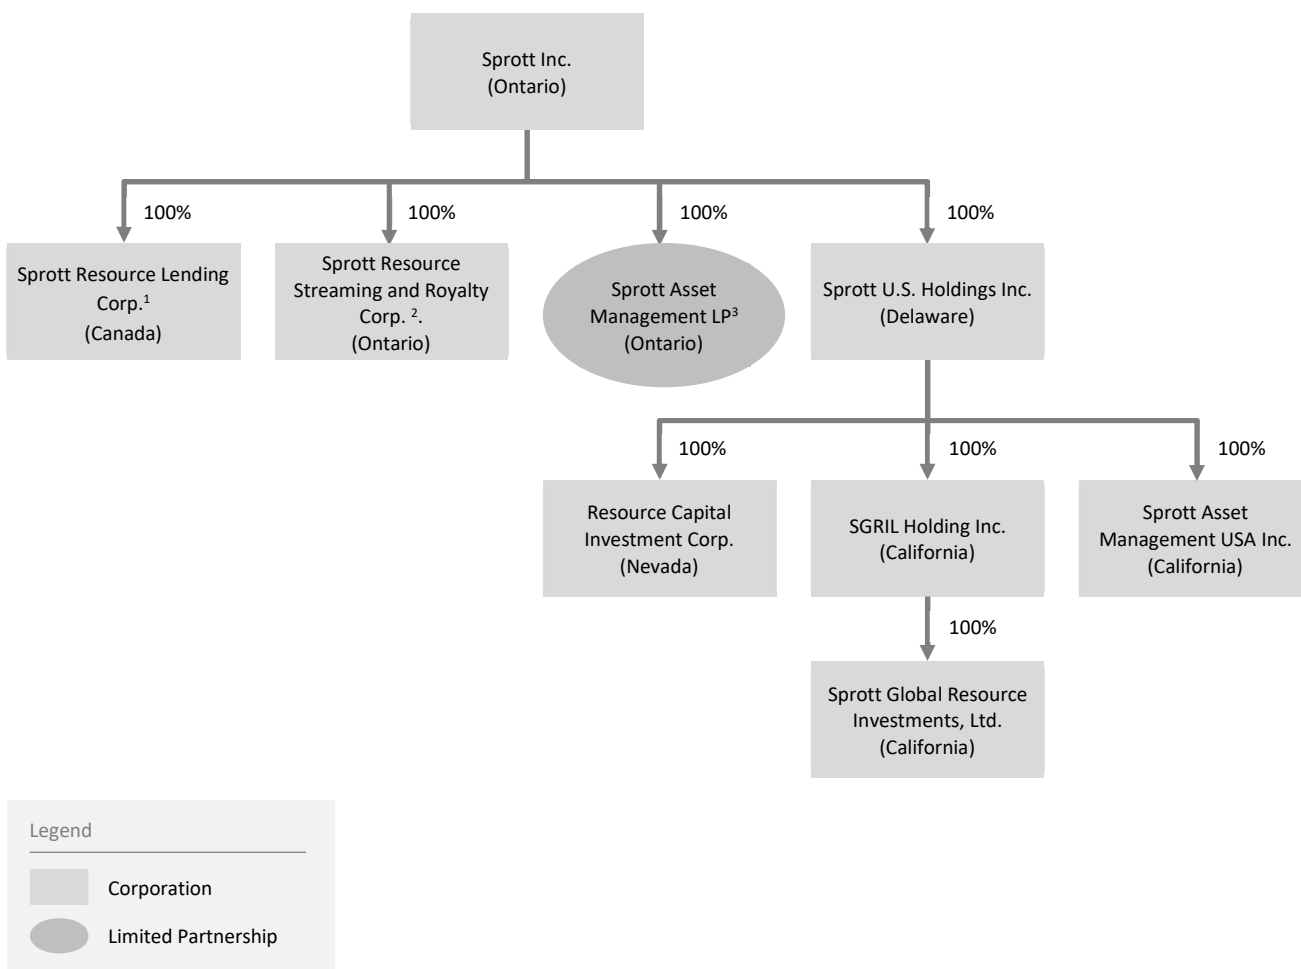 Sprott Inc.
(Ontario)
100%
100%
100%
100%
Sprott Resource Lending
Corp.¹
(Canada)
Sprott Resource
Streaming and Royalty
Corp. ².
(Ontario)
Sprott Asset
Management LP³
(Ontario)
Sprott U.S. Holdings Inc.
(Delaware)
100%
100%
100%
Resource Capital
Investment Corp.
(Nevada)
SGRIL Holding Inc.
(California)
Sprott Asset
Management USA Inc.
(California)
100%
Sprott Global Resource
Investments, Ltd.
(California)
Legend
Corporation
Limited Partnership